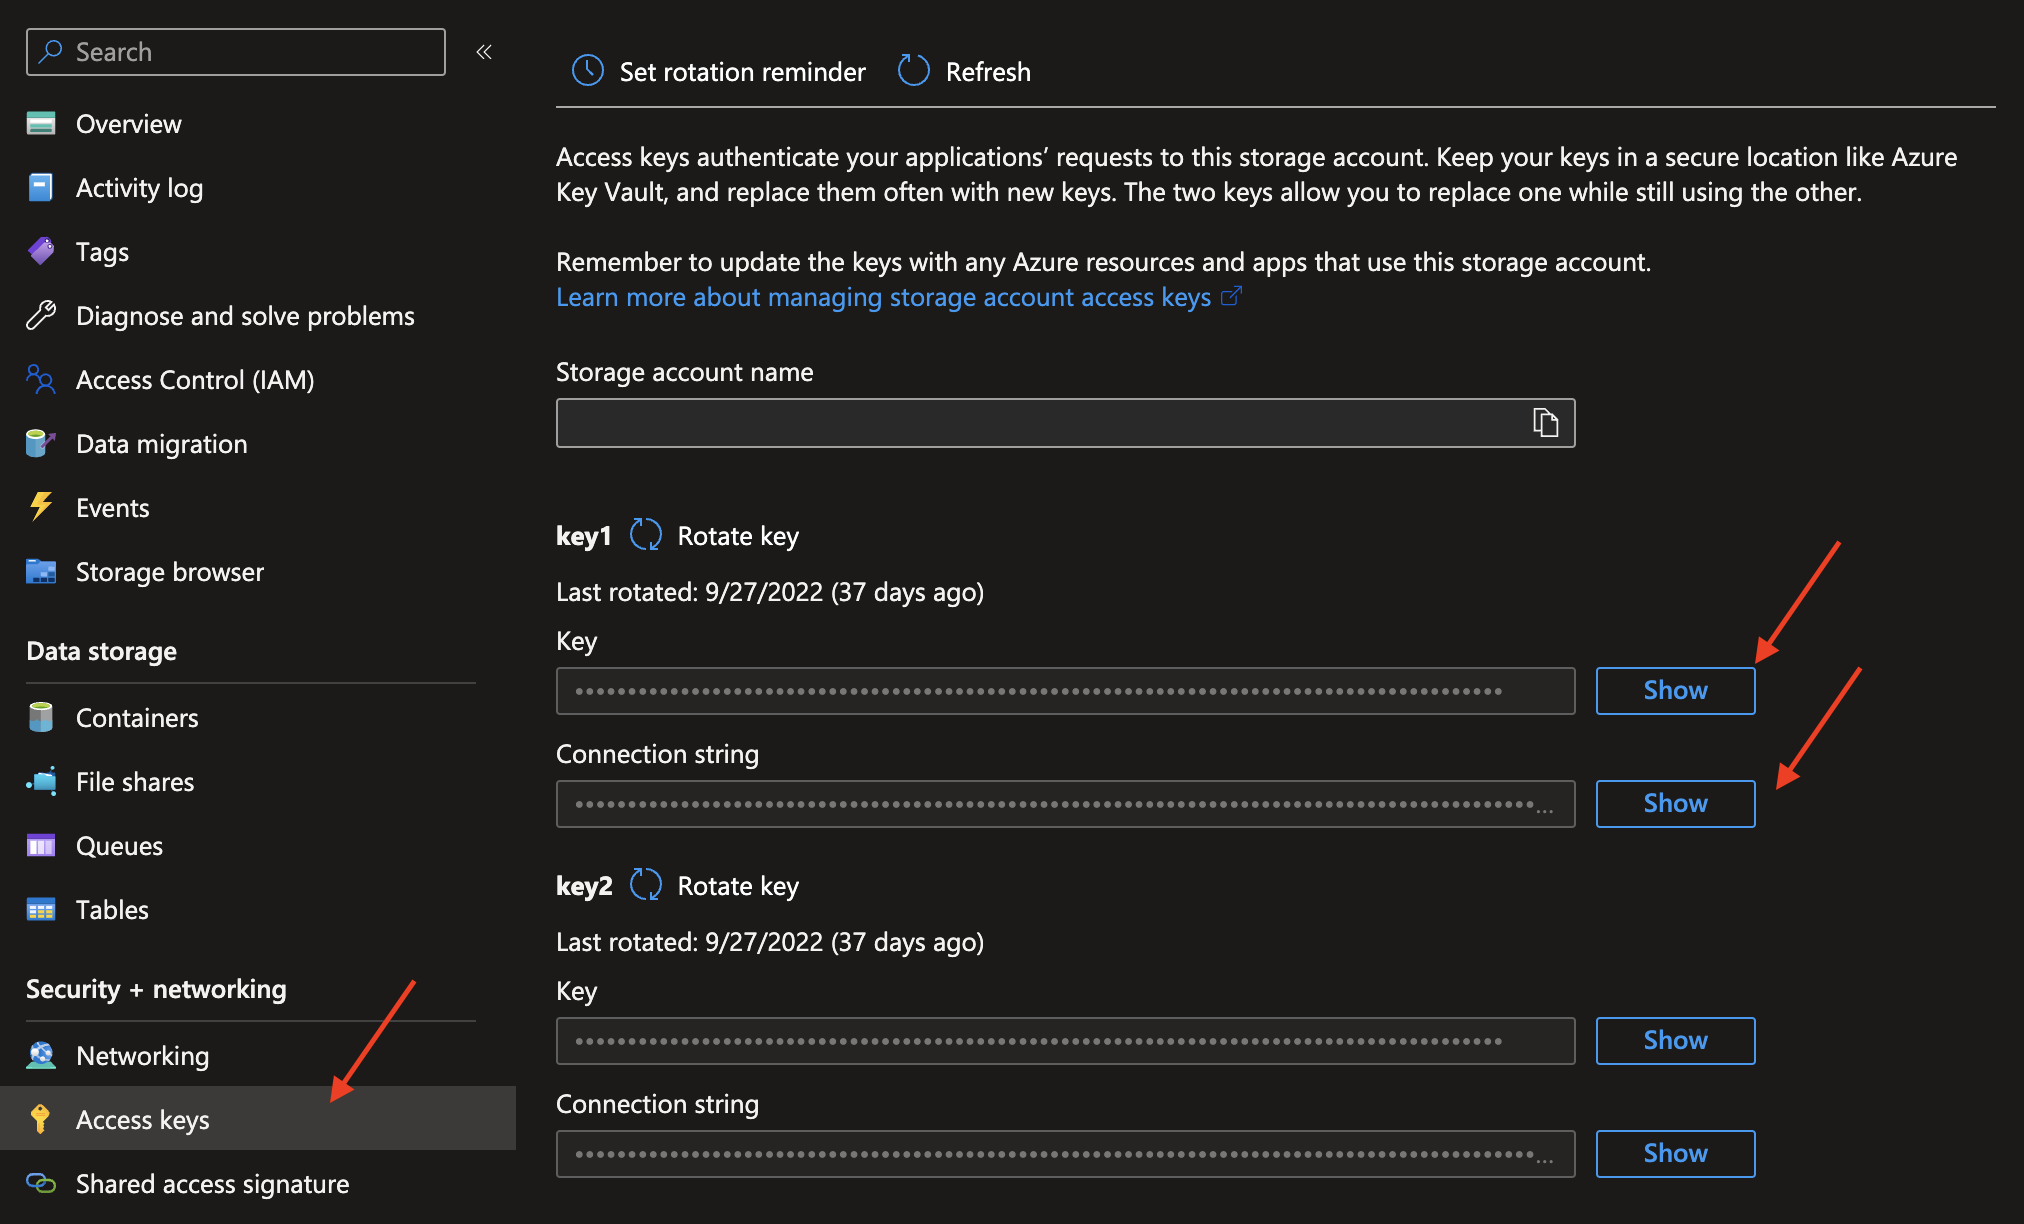 Search
«
Overview
Activity log
Tags
Diagnose and solve problems
Access Control (IAM)
Data migration
Events
Storage browser
Data storage
Containers
File shares
Queues
Tables
Security + networking
Networking
Access keys
Shared access signature
Set rotation reminder Refresh
Access keys authenticate your applications’ requests to this storage account. Keep your keys in a secure location like Azure
Key Vault, and replace them often with new keys. The two keys allow you to replace one while still using the other.
Remember to update the keys with any Azure resources and apps that use this storage account.
Learn more about managing storage account access keys
Storage account name
key1 Rotate key
Last rotated: 9/27/2022 (37 days ago)
Key
Show
Connection string
Show
key2 Rotate key
Last rotated: 9/27/2022 (37 days ago)
Key
Show
Connection string
Show